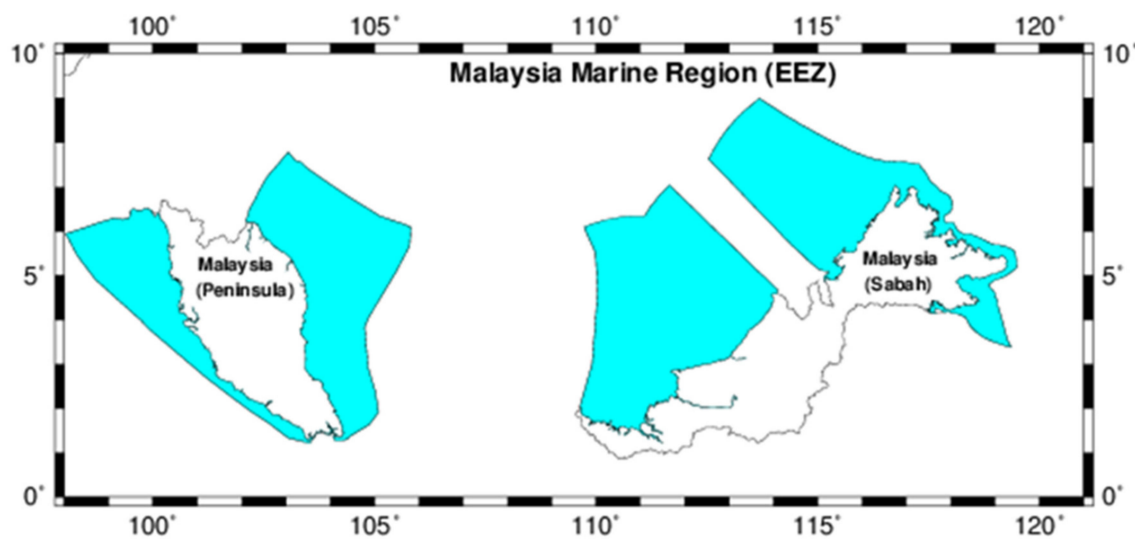 100˚ 105˚ 110˚ 115˚ 120˚
10˚ 10˚
Malaysia Marine Region (EEZ)
Malaysia
(Peninsula)
Malaysia
(Sabah)
5˚ 5˚
0˚ 0˚
100˚ 105˚ 110˚ 115˚ 120˚